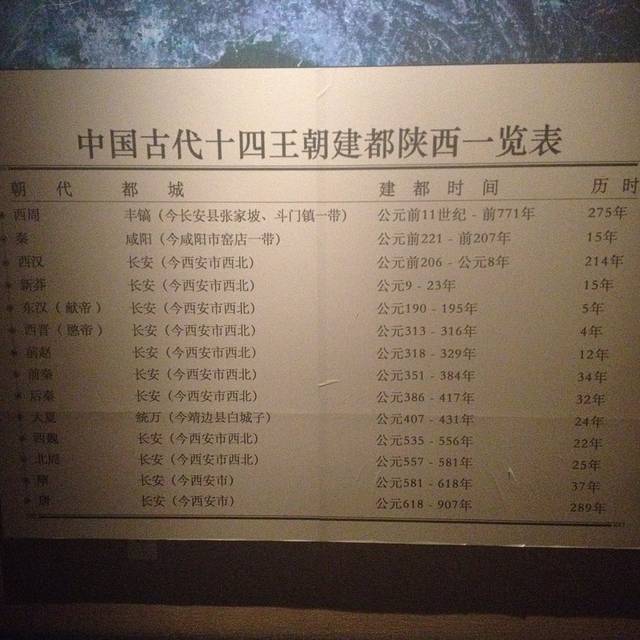 中国古代十四王朝建都陕西一览表
朝代 都城 建都时间 历时
西周 丰镐（今长安县张家坡、斗门镇一带） 公元前11世纪 - 前771年 275年
秦 咸阳（今咸阳市窑店一带） 公元前221 - 前207年 15年
西汉 长安（今西安市西北） 公元前206 - 公元8年 214年
新莽 长安（今西安市西北） 公元9 - 23年 15年
东汉（献帝） 长安（今西安市西北） 公元190 - 195年 5年
西晋（愍帝） 长安（今西安市西北） 公元313 - 316年 4年
前赵 长安（今西安市西北） 公元318 - 329年 12年
前秦 长安（今西安市西北） 公元351 - 384年 34年
后秦 长安（今西安市西北） 公元386 - 417年 32年
大夏 统万（今靖边县白城子） 公元407 - 431年 24年
西魏 长安（今西安市西北） 公元535 - 556年 22年
北周 长安（今西安市西北） 公元557 - 581年 25年
隋 长安（今西安市） 公元581 - 618年 37年
唐 长安（今西安市） 公元618 - 907年 289年